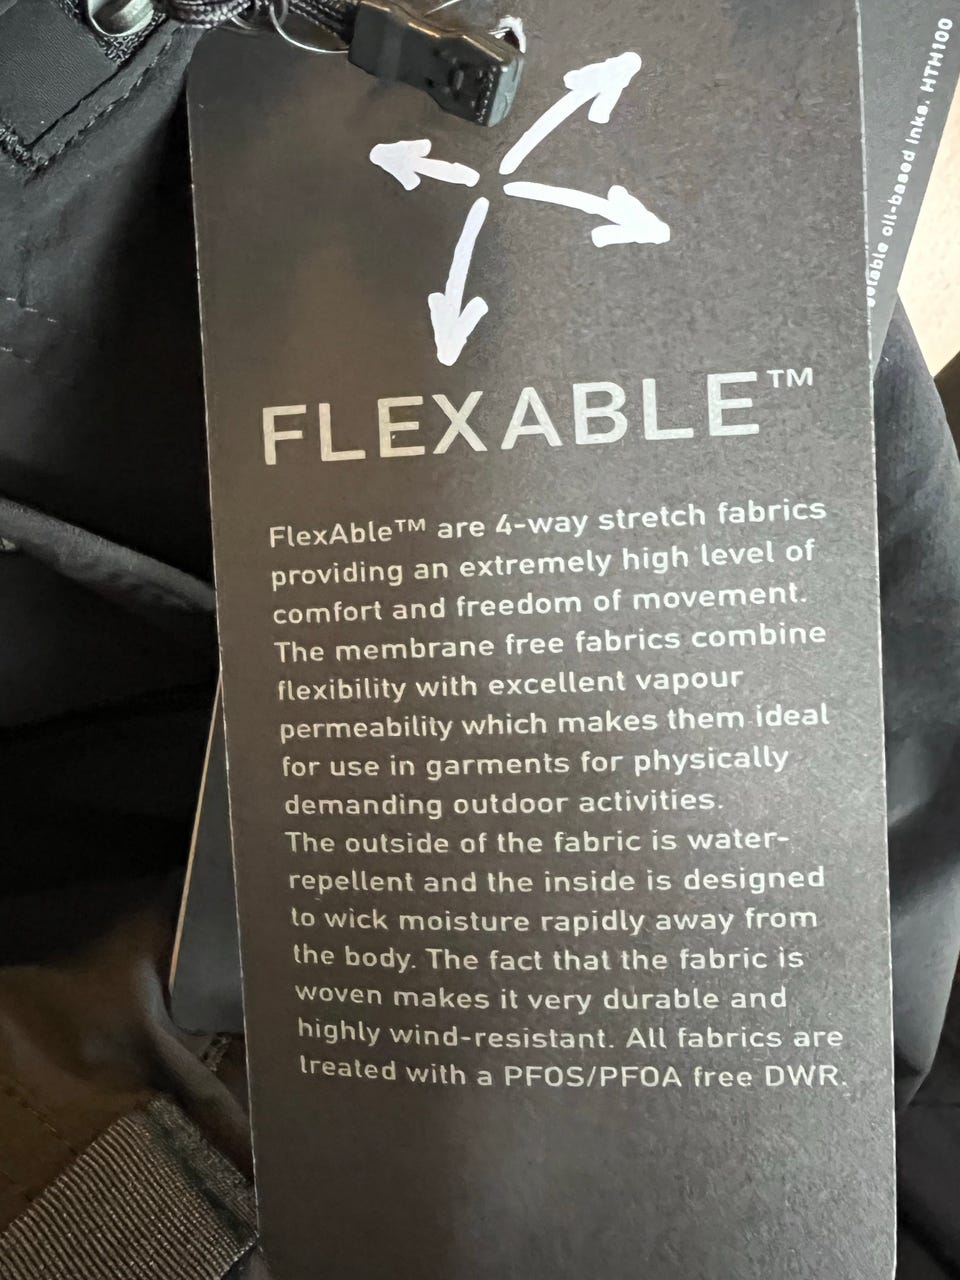 FLEXABLE™
FlexAble™ are 4-way stretch fabrics
providing an extremely high level of
comfort and freedom of movement.
The membrane free fabrics combine
flexibility with excellent vapour
permeability which makes them ideal
for use in garments for physically
demanding outdoor activities.
The outside of the fabric is water-
repellent and the inside is designed
to wick moisture rapidly away from
the body. The fact that the fabric is
woven makes it very durable and
highly wind-resistant. All fabrics are
treated with a PFOS/PFOA free DWR.
oil-based inks. HTH100